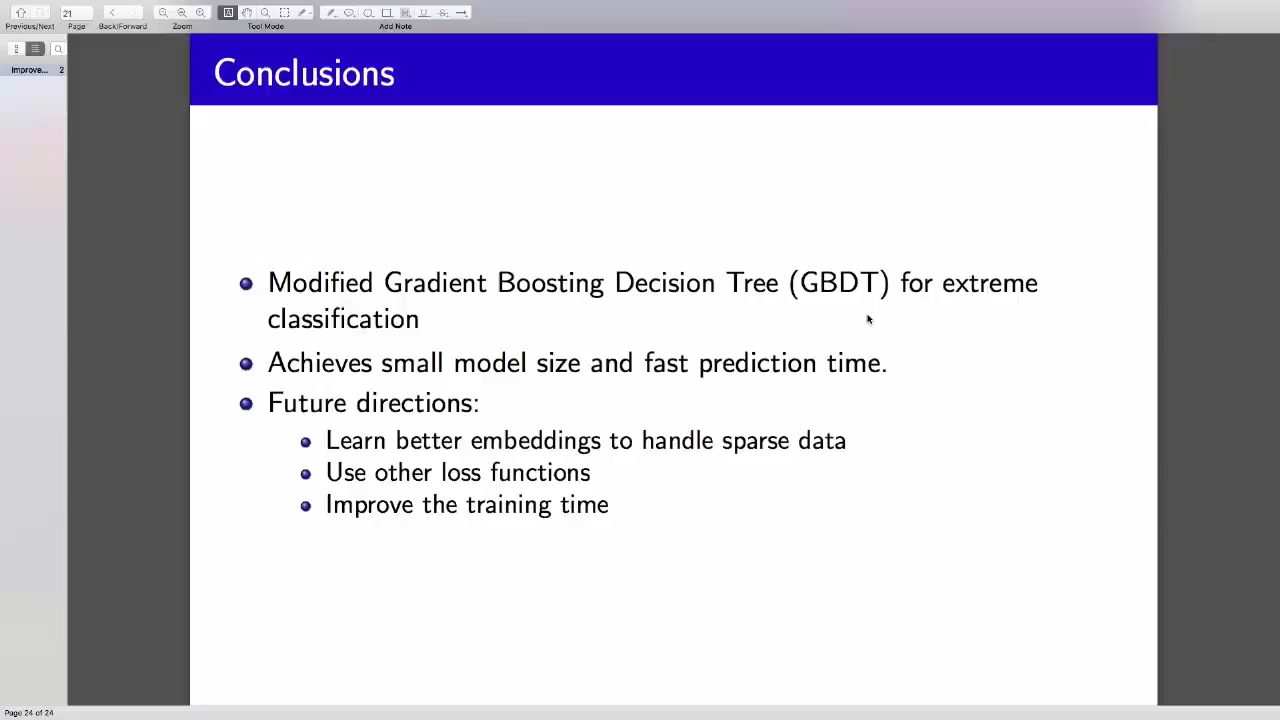 21
Previous/Next Page Back/Forward Zoom Tool Mode Add Note
Improve... 2
Conclusions
Modified Gradient Boosting Decision Tree (GBDT) for extreme
classification
Achieves small model size and fast prediction time.
Future directions:
Learn better embeddings to handle sparse data
Use other loss functions
Improve the training time
Page 24 of 24